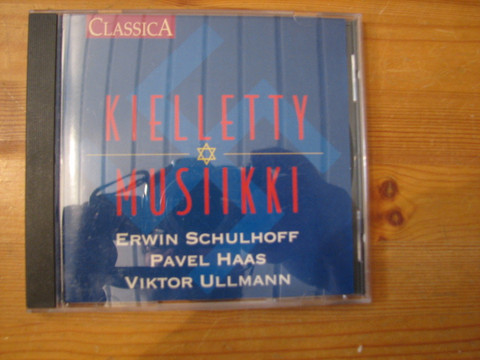 CLASSICA
KIELLETTY
MUSIIKKI
ERWIN SCHULHOFF
PAVEL HAAS
VIKTOR ULLMANN